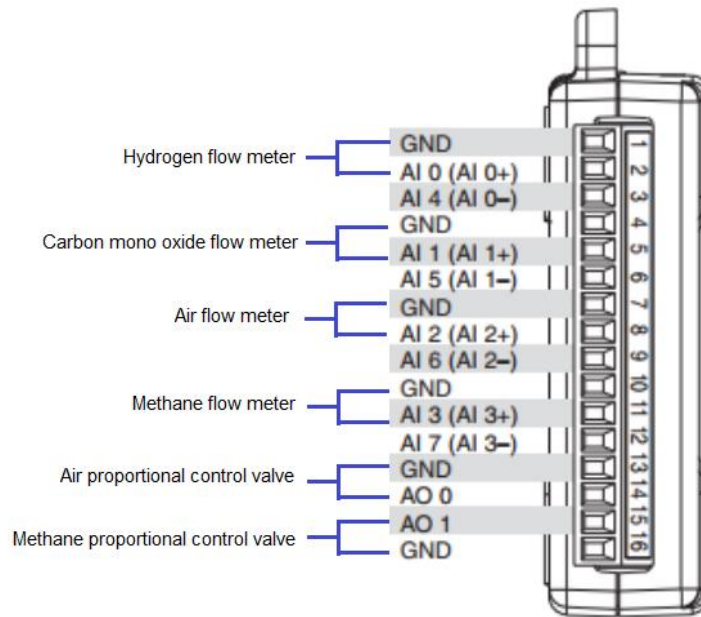 Hydrogen flow meter
GND 1
AI 0 (AI 0+) 2
AI 4 (AI 0–) 3
Carbon mono oxide flow meter
GND 4
AI 1 (AI 1+) 5
AI 5 (AI 1–) 6
Air flow meter
GND 7
AI 2 (AI 2+) 8
AI 6 (AI 2–) 9
Methane flow meter
GND 10
AI 3 (AI 3+) 11
AI 7 (AI 3–) 12
Air proportional control valve
GND 13
AO 0 14
Methane proportional control valve
AO 1 15
GND 16